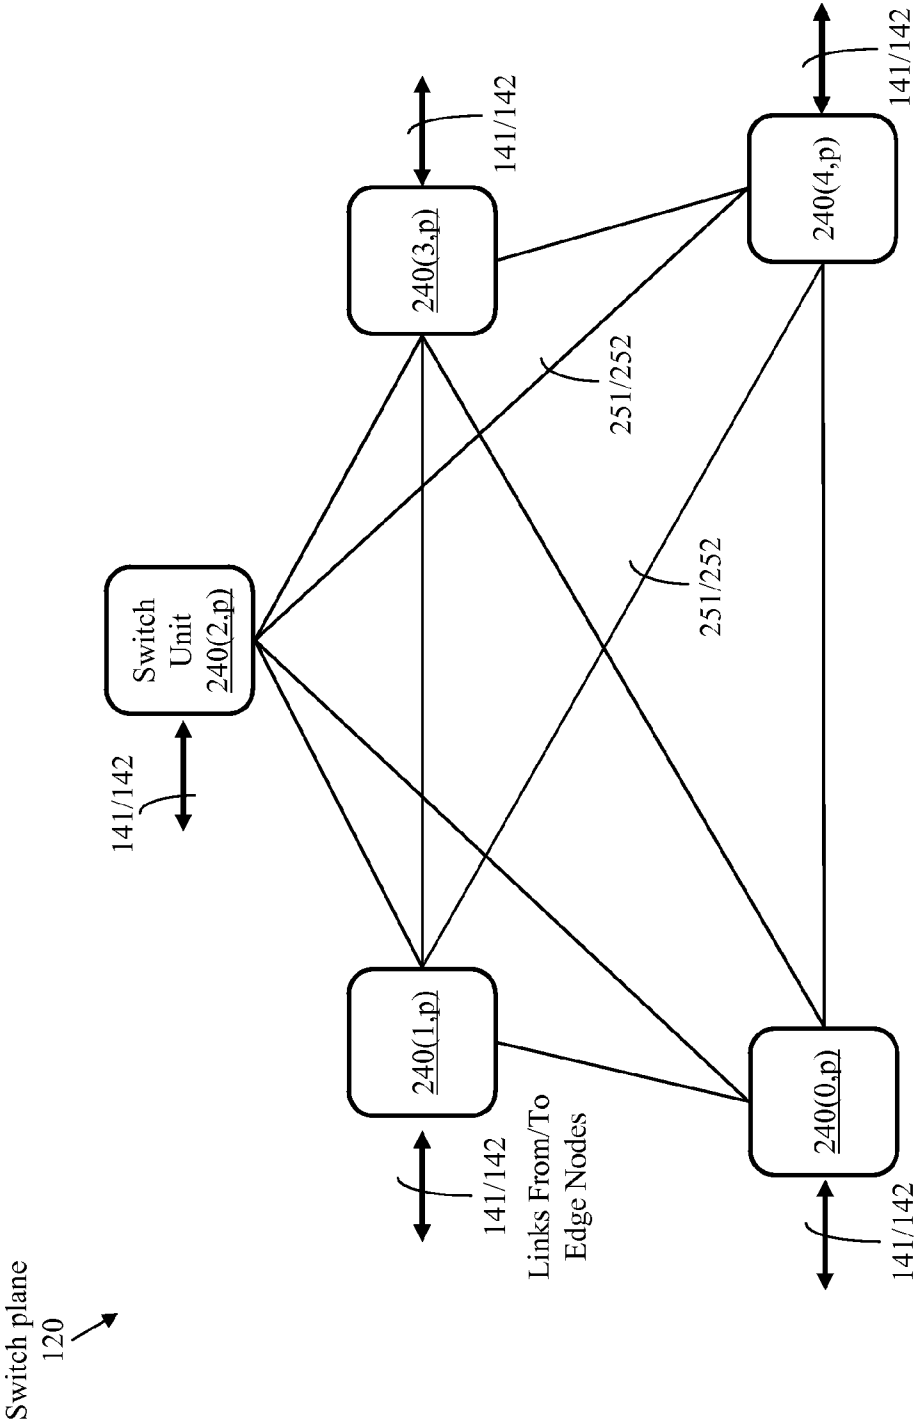 Switch plane
120
Switch
Unit
240(2,p)
141/142
240(1,p)
141/142
Links From/To
Edge Nodes
240(3,p)
141/142
251/252
251/252
240(0,p)
141/142
240(4,p)
141/142